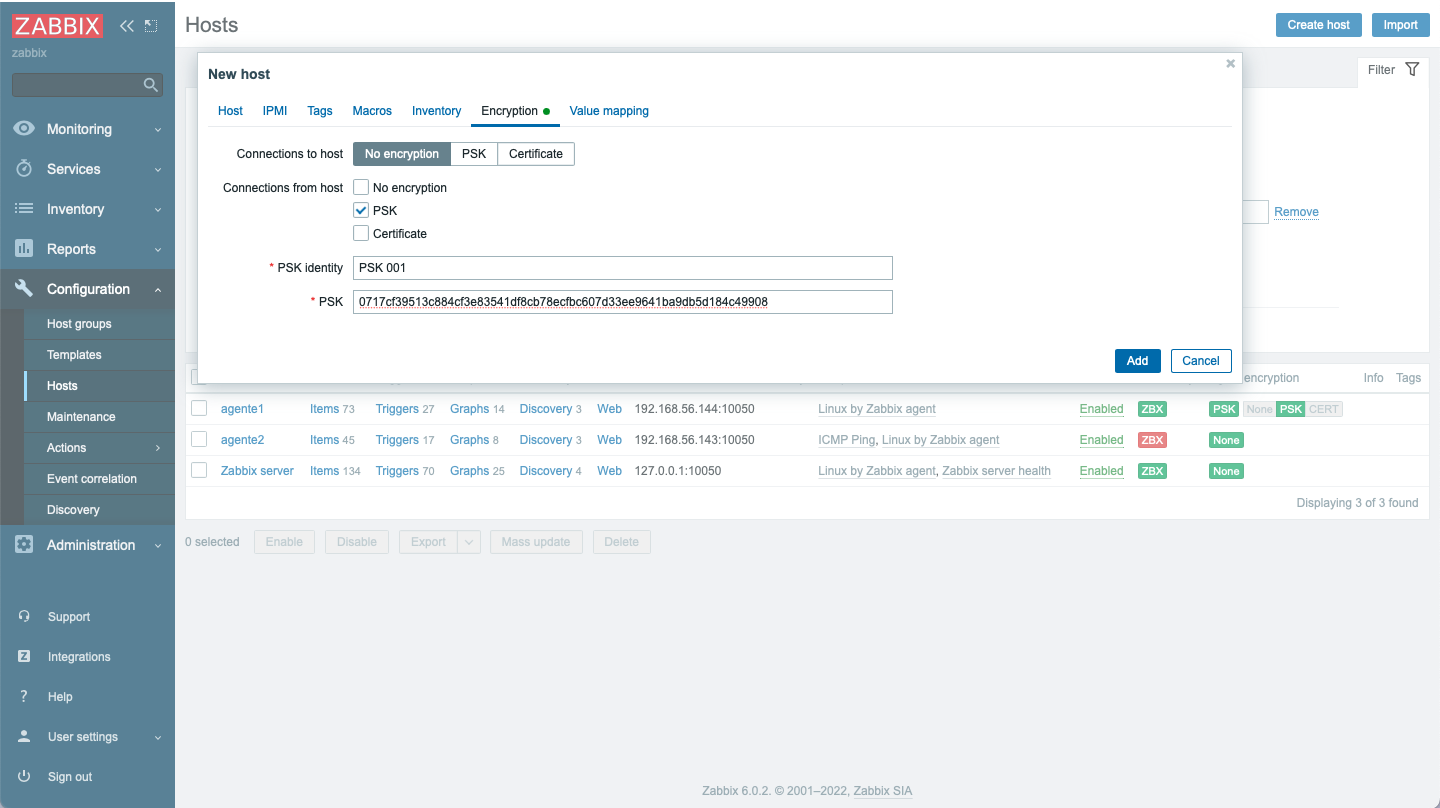 ZABBIX
zabbix
Monitoring
Services
Inventory
Reports
Configuration
Host groups
Templates
Hosts
Maintenance
Actions
Event correlation
Discovery
Administration
Support
Integrations
Help
User settings
Sign out
Hosts
Create host Import
Filter
New host
Host IPMI Tags Macros Inventory Encryption Value mapping
Connections to host No encryption PSK Certificate
Connections from host No encryption
PSK
Certificate
* PSK identity PSK 001
* PSK 0717cf39513c884cf3e83541df8cb78ecfbc607d33ee9641ba9db5d184c49908
Add Cancel
Remove
encryption Info Tags
agente1 Items 73 Triggers 27 Graphs 14 Discovery 3 Web 192.168.56.144:10050 Linux by Zabbix agent Enabled ZBX PSK None PSK CERT
agente2 Items 45 Triggers 17 Graphs 8 Discovery 3 Web 192.168.56.143:10050 ICMP Ping, Linux by Zabbix agent Enabled ZBX None
Zabbix server Items 134 Triggers 70 Graphs 25 Discovery 4 Web 127.0.0.1:10050 Linux by Zabbix agent, Zabbix server health Enabled ZBX None
Displaying 3 of 3 found
0 selected Enable Disable Export Mass update Delete
Zabbix 6.0.2. © 2001–2022, Zabbix SIA